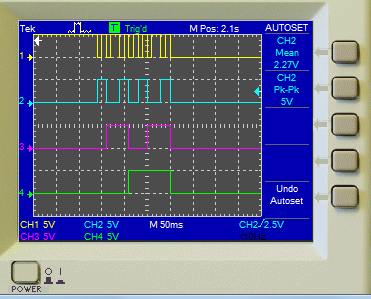 Tek T Trig'd M Pos: 2.1s AUTOSET
CH2
Mean
2.27V
CH2
Pk-Pk
5V
1
2
3
4
Undo
Autoset
CH1 5V CH2 5V M 50ms CH2/2.5V
CH3 5V CH4 5V
O I
POWER